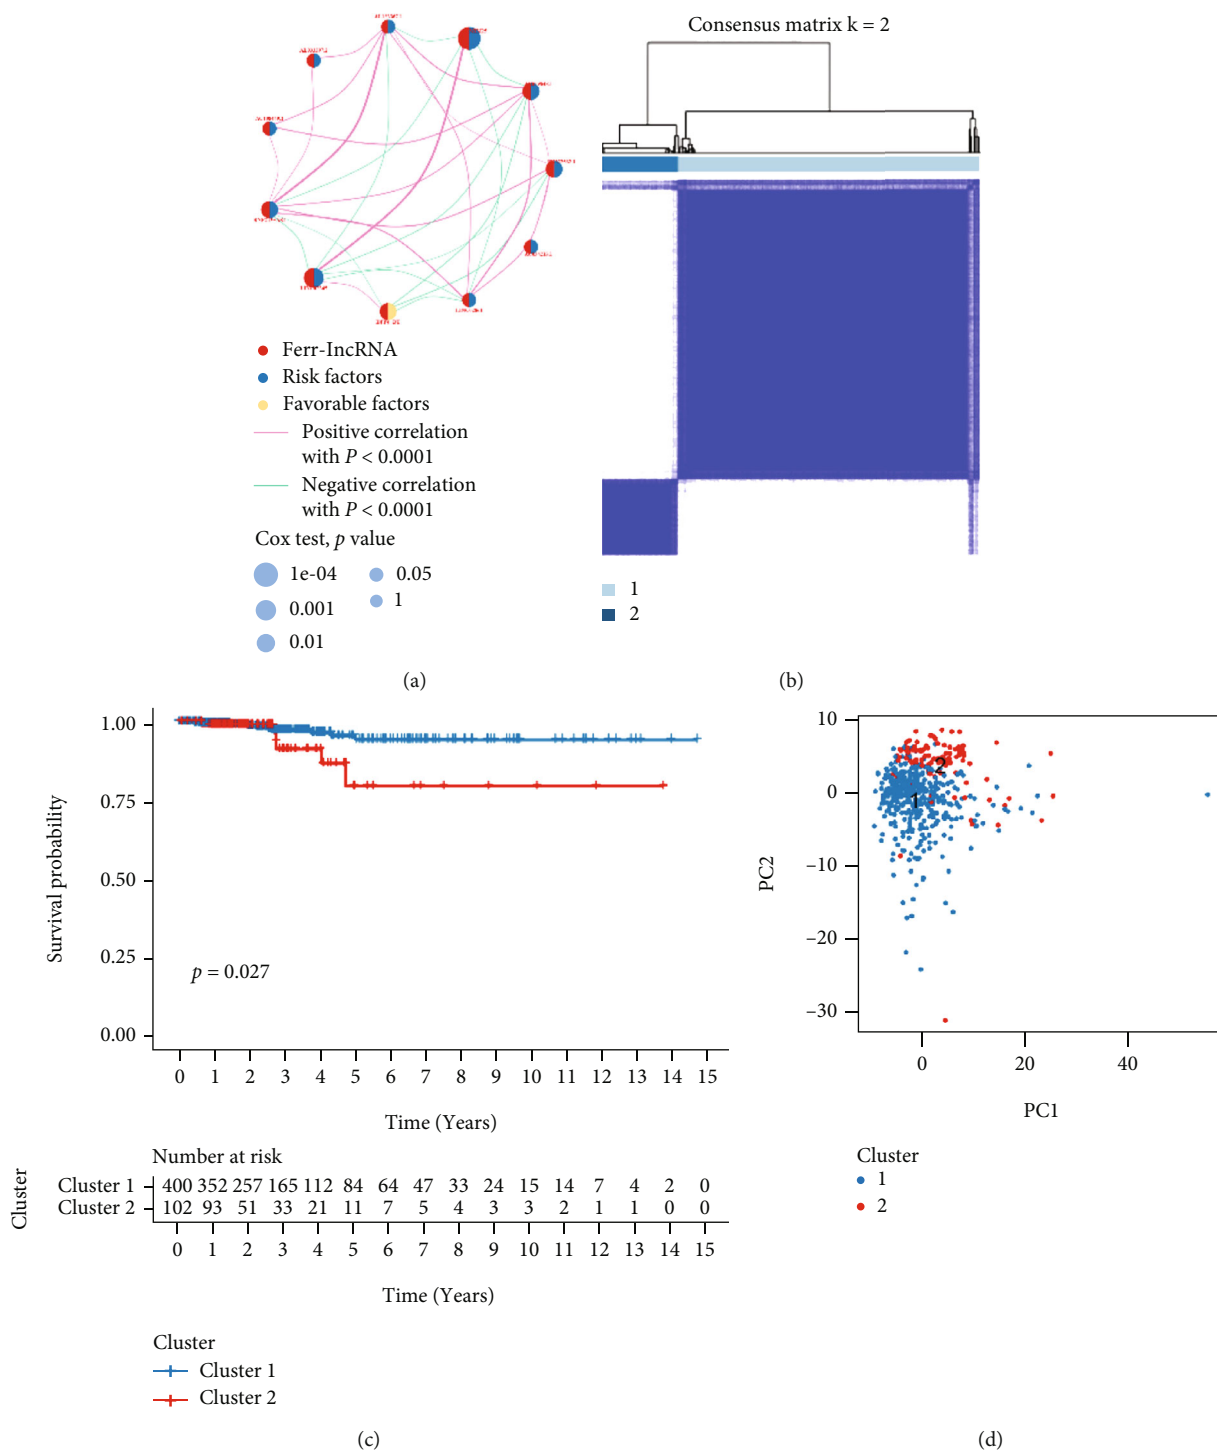 Consensus matrix k = 2
Ferr-IncRNA
Risk factors
Favorable factors
Positive correlation
with P < 0.0001
Negative correlation
with P < 0.0001
Cox test, p value
1e-04
0.05
0.001
1
0.01
1
2
(a)
(b)
1.00
0.75
0.50
0.25
0.00
Survival probability
p = 0.027
0 1 2 3 4 5 6 7 8 9 10 11 12 13 14 15
Time (Years)
Number at risk
Cluster
Cluster 1 400 352 257 165 112 84 64 47 33 24 15 14 7 4 2 0
Cluster 2 102 93 51 33 21 11 7 5 4 3 3 2 1 1 0 0
0 1 2 3 4 5 6 7 8 9 10 11 12 13 14 15
Time (Years)
Cluster
Cluster 1
Cluster 2
(c)
10
0
−10
−20
−30
PC2
1
2
0 20 40
PC1
Cluster
1
2
(d)